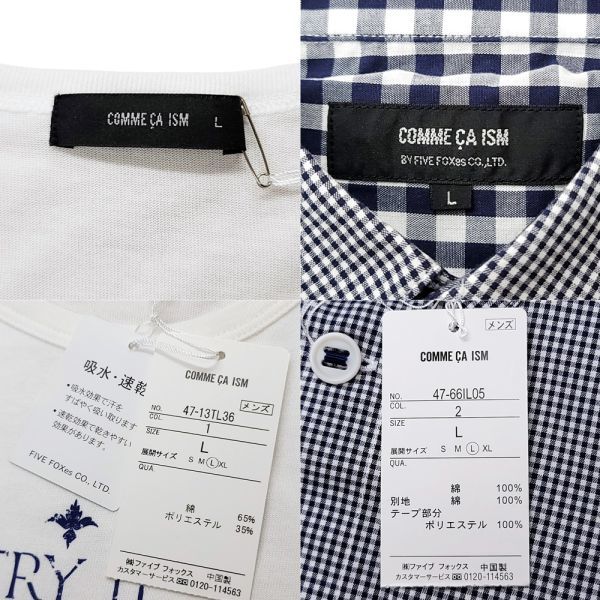 COMME ÇA ISM L
COMME ÇA ISM
BY FIVE FOXes CO.,LTD.
L
吸水・速乾
・吸水効果で汗を
すばやく吸い取ります
・速乾効果で乾きやすい
効果があります。
FIVE FOXes CO., LTD.
COMME ÇA ISM
メンズ
NO. 47-13TL36
COL. 1
SIZE L
展開サイズ S M L XL
QUA.
綿 65%
ポリエステル 35%
㈱ファイブ フォックス 中国製
カスタマーサービス 0120-114563
TRY
メンズ
COMME ÇA ISM
NO. 47-66IL05
COL. 2
SIZE L
展開サイズ S M L XL
QUA.
綿 100%
別地 綿 100%
テープ部分
ポリエステル 100%
㈱ファイブ フォックス 中国製
カスタマーサービス 0120-114563